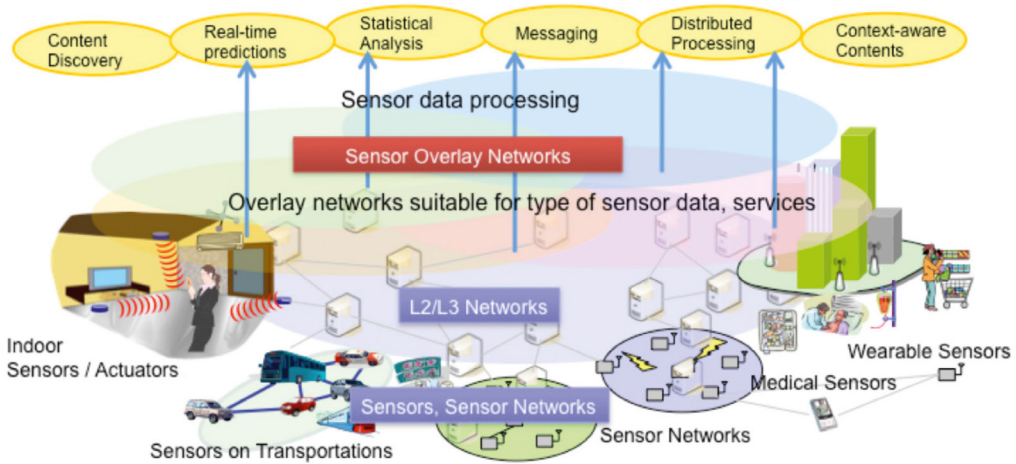 Content
Discovery
Real-time
predictions
Statistical
Analysis
Messaging
Distributed
Processing
Context-aware
Contents
Sensor data processing
Sensor Overlay Networks
Overlay networks suitable for type of sensor data, services
L2/L3 Networks
Indoor
Sensors / Actuators
Wearable Sensors
Medical Sensors
Sensors, Sensor Networks
Sensor Networks
Sensors on Transportations